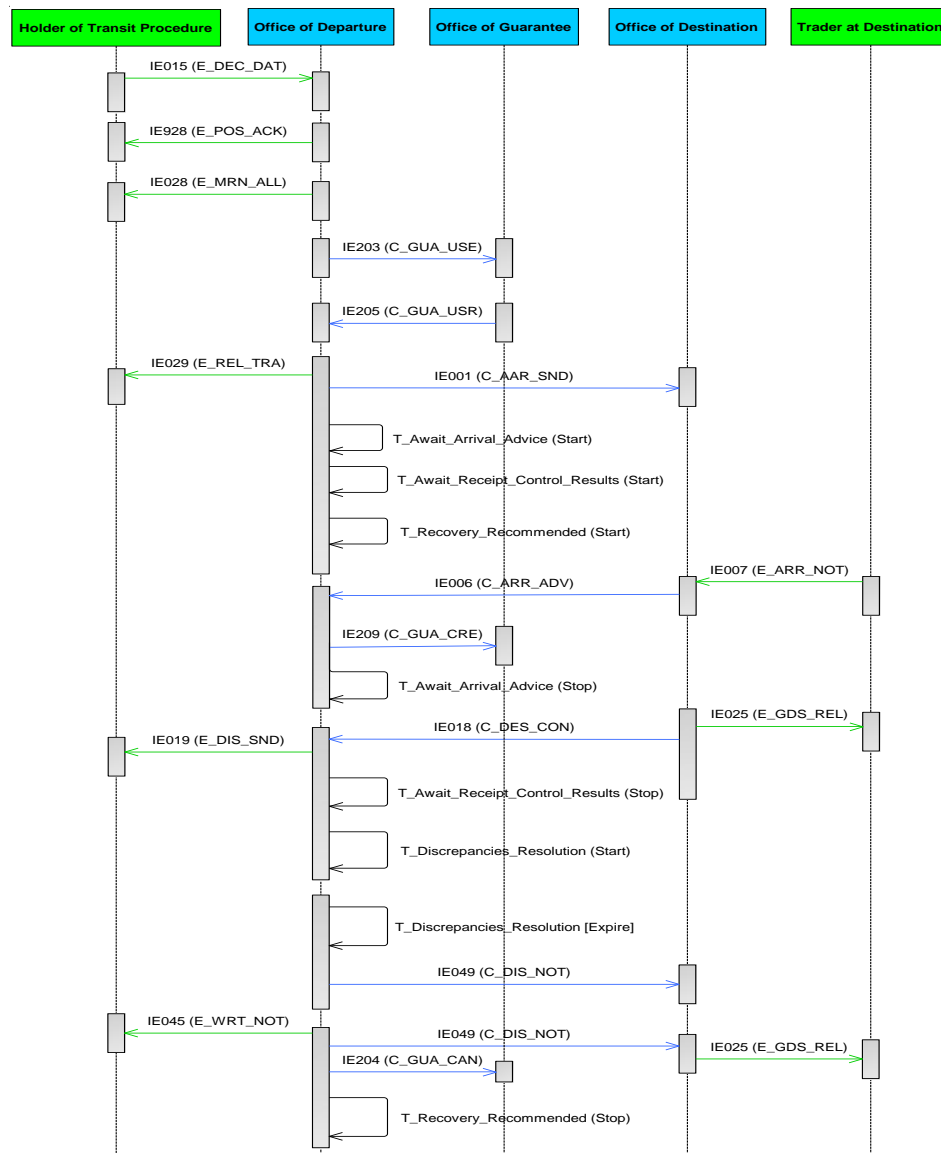 Holder of Transit Procedure
Office of Departure
Office of Guarantee
Office of Destination
Trader at Destination
IE015 (E_DEC_DAT)
IE928 (E_POS_ACK)
IE028 (E_MRN_ALL)
IE203 (C_GUA_USE)
IE205 (C_GUA_USR)
IE029 (E_REL_TRA)
IE001 (C_AAR_SND)
T_Await_Arrival_Advice (Start)
T_Await_Receipt_Control_Results (Start)
T_Recovery_Recommended (Start)
IE007 (E_ARR_NOT)
IE006 (C_ARR_ADV)
IE209 (C_GUA_CRE)
T_Await_Arrival_Advice (Stop)
IE025 (E_GDS_REL)
IE018 (C_DES_CON)
IE019 (E_DIS_SND)
T_Await_Receipt_Control_Results (Stop)
T_Discrepancies_Resolution (Start)
T_Discrepancies_Resolution [Expire]
IE049 (C_DIS_NOT)
IE045 (E_WRT_NOT)
IE049 (C_DIS_NOT)
IE025 (E_GDS_REL)
IE204 (C_GUA_CAN)
T_Recovery_Recommended (Stop)